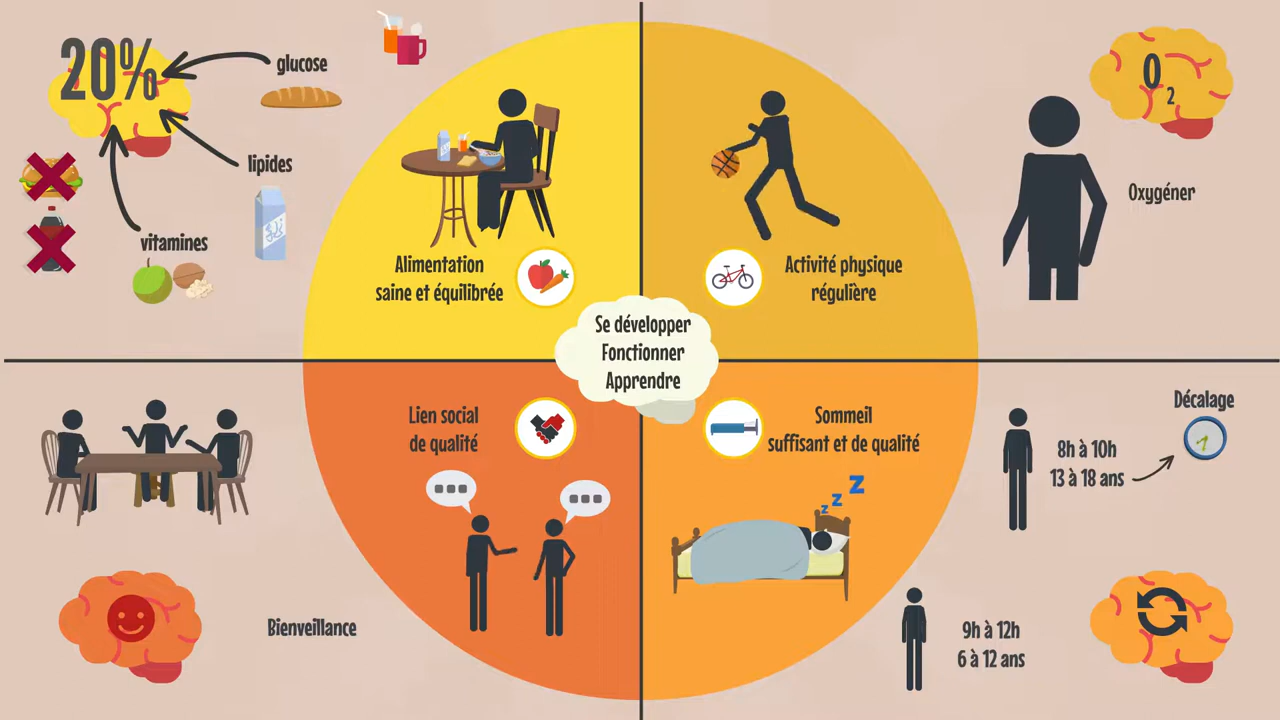 20%
glucose
lipides
vitamines
Alimentation
saine et équilibrée
Activité physique
régulière
O2
Oxygéner
Se développer
Fonctionner
Apprendre
Lien social
de qualité
Bienveillance
Sommeil
suffisant et de qualité
z z Z
Décalage
8h à 10h
13 à 18 ans
9h à 12h
6 à 12 ans